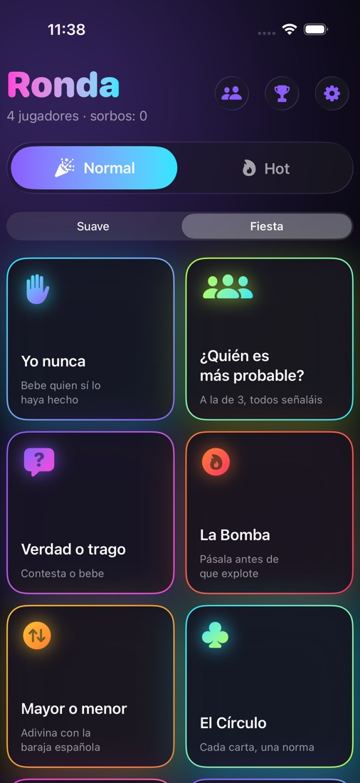 11:38
Ronda
4 jugadores · sorbos: 0
Normal
Hot
Suave
Fiesta
Yo nunca
Bebe quien sí lo
haya hecho
¿Quién es
más probable?
A la de 3, todos señaláis
?
Verdad o trago
Contesta o bebe
La Bomba
Pásala antes de
que explote
Mayor o menor
Adivina con la
baraja española
El Círculo
Cada carta, una norma